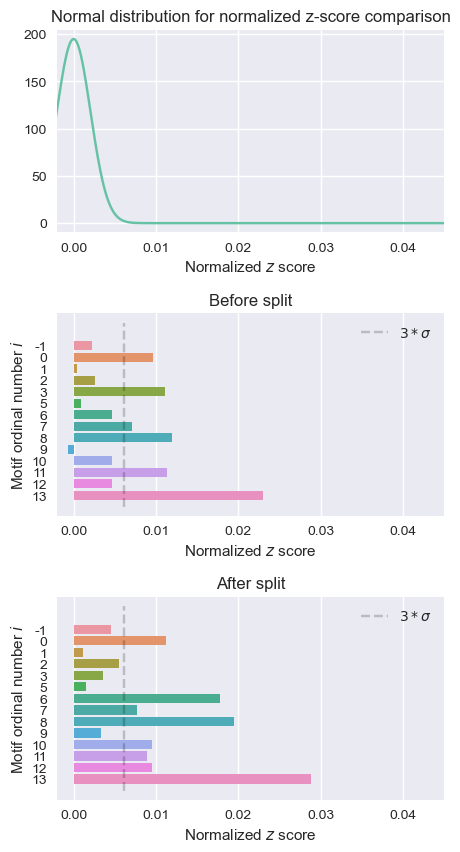 Normal distribution for normalized z-score comparison
200
150
100
50
0
0.00 0.01 0.02 0.03 0.04
Normalized z score
Before split
3 * σ
Motif ordinal number i
-1
0
1
2
3
5
6
7
8
9
10
11
12
13
0.00 0.01 0.02 0.03 0.04
Normalized z score
After split
3 * σ
Motif ordinal number i
-1
0
1
2
3
5
6
7
8
9
10
11
12
13
0.00 0.01 0.02 0.03 0.04
Normalized z score